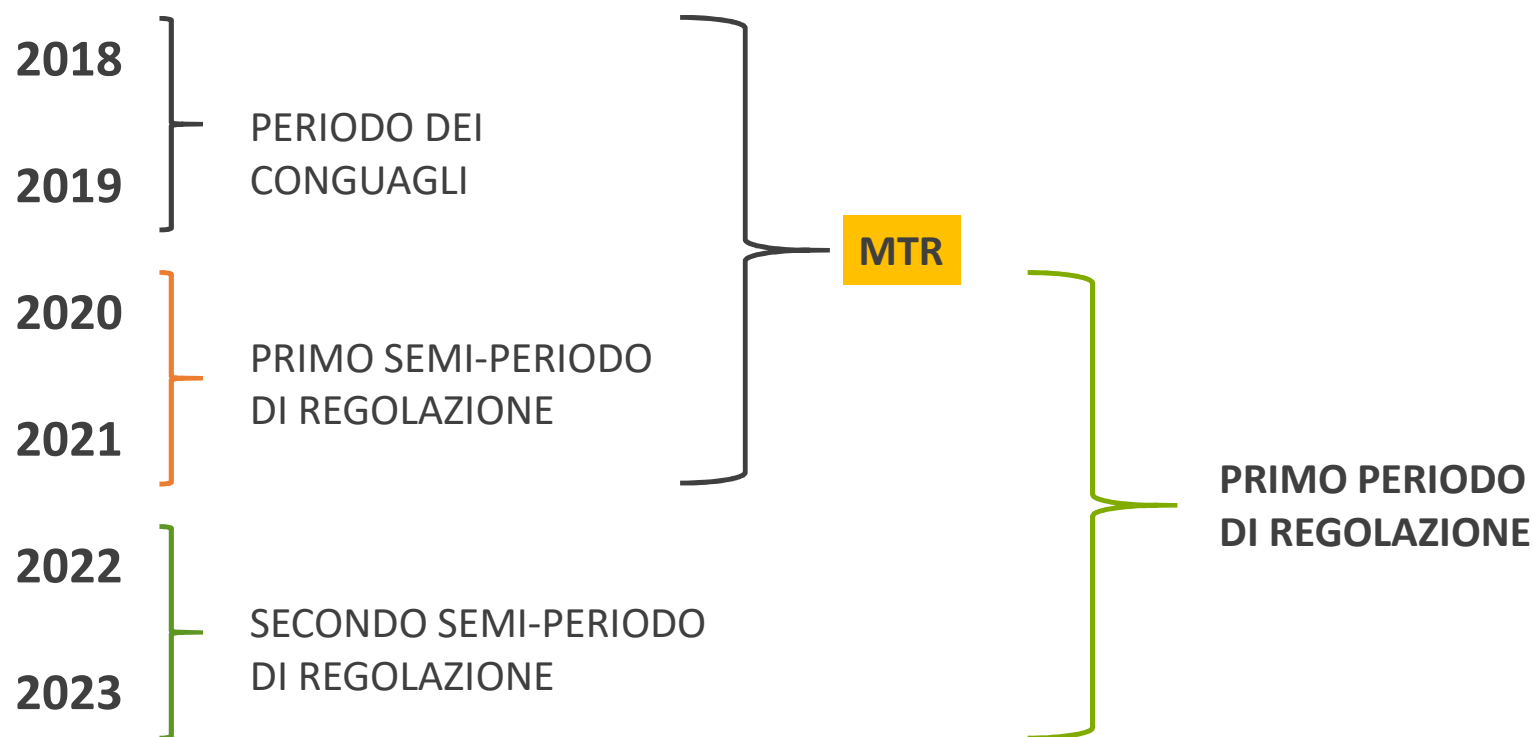 2018
2019
PERIODO DEI
CONGUAGLI
MTR
2020
2021
PRIMO SEMI-PERIODO
DI REGOLAZIONE
2022
2023
SECONDO SEMI-PERIODO
DI REGOLAZIONE
PRIMO PERIODO
DI REGOLAZIONE